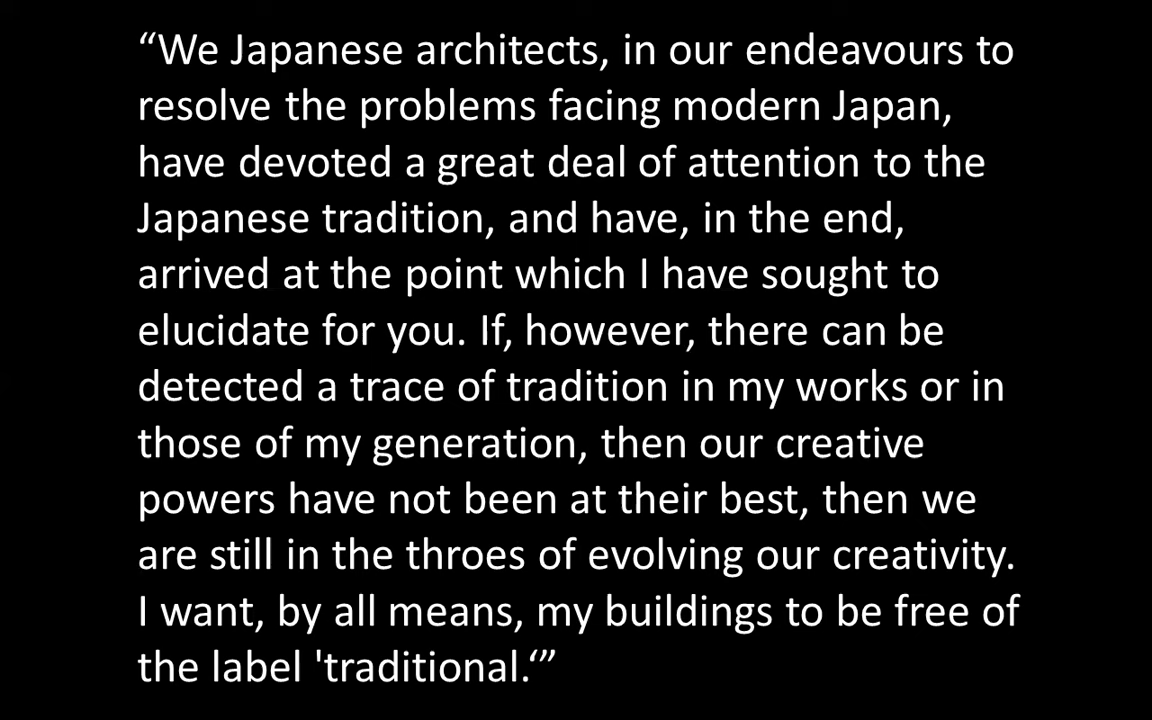 “We Japanese architects, in our endeavours to
resolve the problems facing modern Japan,
have devoted a great deal of attention to the
Japanese tradition, and have, in the end,
arrived at the point which I have sought to
elucidate for you. If, however, there can be
detected a trace of tradition in my works or in
those of my generation, then our creative
powers have not been at their best, then we
are still in the throes of evolving our creativity.
I want, by all means, my buildings to be free of
the label 'traditional.‘”